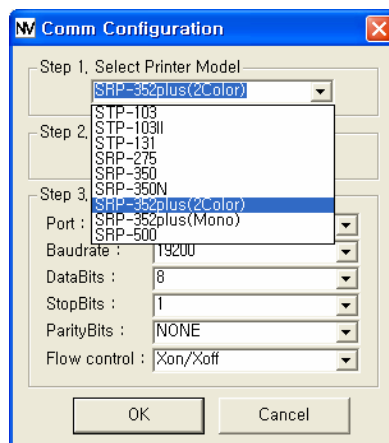 NV Comm Configuration
Step 1, Select Printer Model
SRP-352plus(2Color)
STP-103
STP-103II
STP-131
SRP-275
SRP-350
SRP-350N
SRP-352plus(2Color)
SRP-352plus(Mono)
SRP-500
Step 2,
Step 3,
Port :
Baudrate : 19200
DataBits : 8
StopBits : 1
ParityBits : NONE
Flow control : Xon/Xoff
OK Cancel